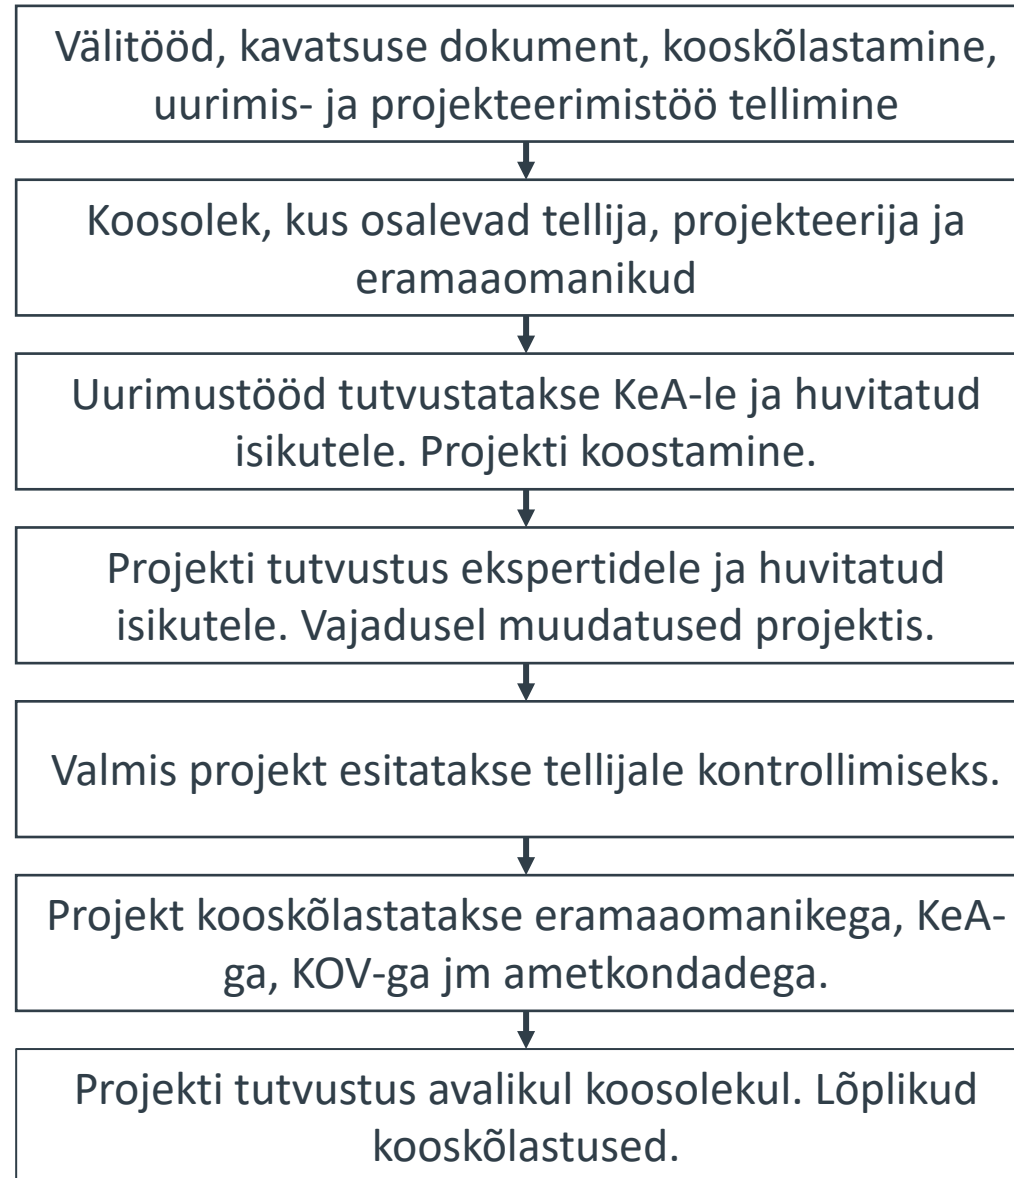 Välitööd, kavatsuse dokument, kooskõlastamine,
uurimis- ja projekteerimistöö tellimine
Koosolek, kus osalevad tellija, projekteerija ja
eramaaomanikud
Uurimustööd tutvustatakse KeA-le ja huvitatud
isikutele. Projekti koostamine.
Projekti tutvustus ekspertidele ja huvitatud
isikutele. Vajadusel muudatused projektis.
Valmis projekt esitatakse tellijale kontrollimiseks.
Projekt kooskõlastatakse eramaaomanikega, KeA-
ga, KOV-ga jm ametkondadega.
Projekti tutvustus avalikul koosolekul. Lõplikud
kooskõlastused.